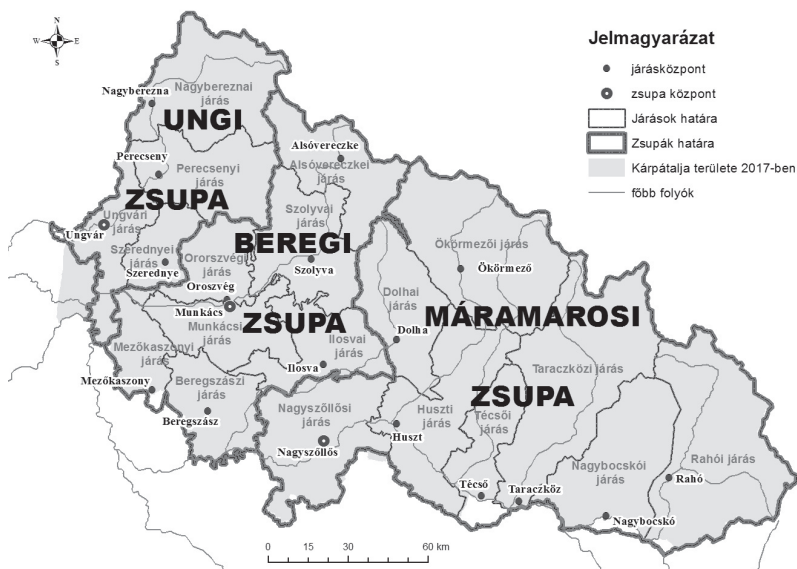 N
W
E
S
Jelmagyarázat
járásközpont
zsupa központ
Járások határa
Zsupák határa
Kárpátalja területe 2017-ben
főbb folyók
Nagyberezna
Nagybereznai
járás
UNGI
Perecseny
Perecsenyi
járás
ZSUPA
Alsóvereczke
Alsóvereczkei
járás
Ungvári
járás
Ungvár
Szerednyei
járás
Szerednye
Szolyvai
járás
BEREGI
Szolyva
Ororszvégi
járás
Oroszvég
Munkács
Munkácsi
járás
ZSUPA
Ökörmezői járás
Ökörmező
Dolhai
járás
Dolha
MÁRAMAROSI
ZSUPA
Mezőkaszonyi
járás
Mezőkaszony
Ilosvai
járás
Ilosva
Beregszászi
járás
Beregszász
Nagyszőllősi
járás
Nagyszőllős
Huszti
járás
Huszt
Técsői
járás
Técső
Taraczközi járás
Taraczköz
Nagybocskói
járás
Nagybocskó
Rahói járás
Rahó
0 15 30 60 km